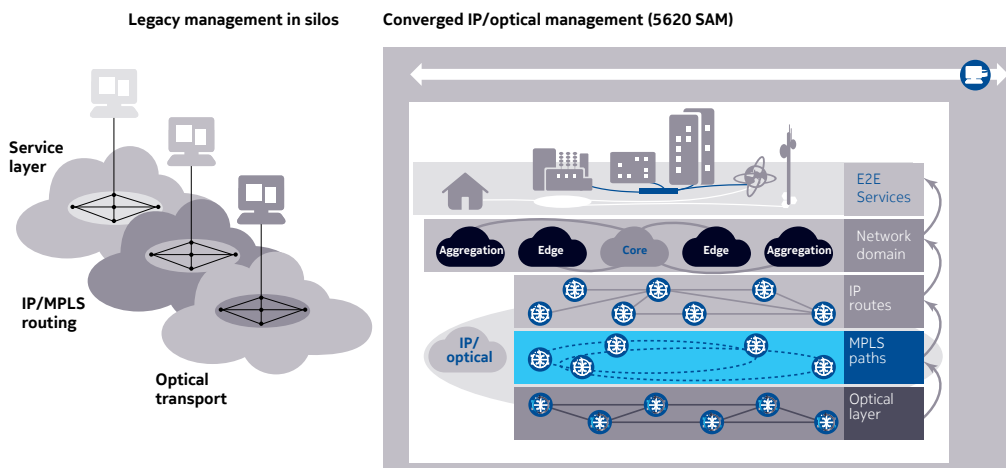 Legacy management in silos
Converged IP/optical management (5620 SAM)
Service
layer
IP/MPLS
routing
Optical
transport
E2E
Services
Aggregation
Edge
Core
Edge
Aggregation
Network
domain
IP
routes
IP/
optical
MPLS
paths
Optical
layer